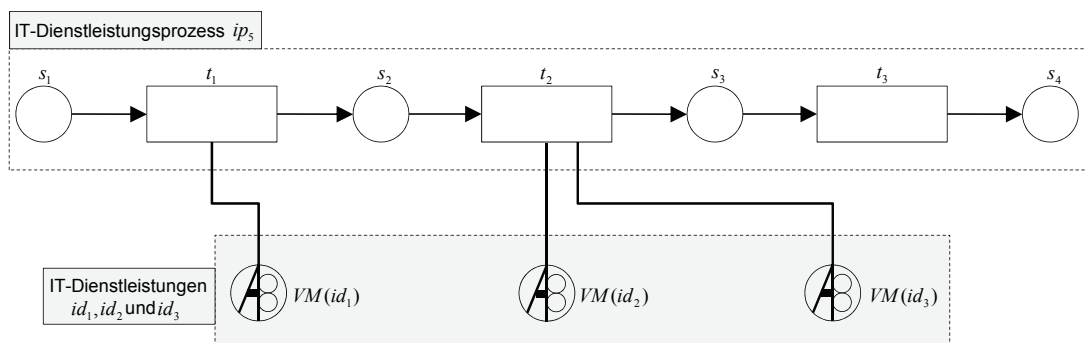 IT-Dienstleistungsprozess ip₅
s₁ t₁ s₂ t₂ s₃ t₃ s₄
IT-Dienstleistungen
id₁,id₂ und id₃
VM(id₁) VM(id₂) VM(id₃)